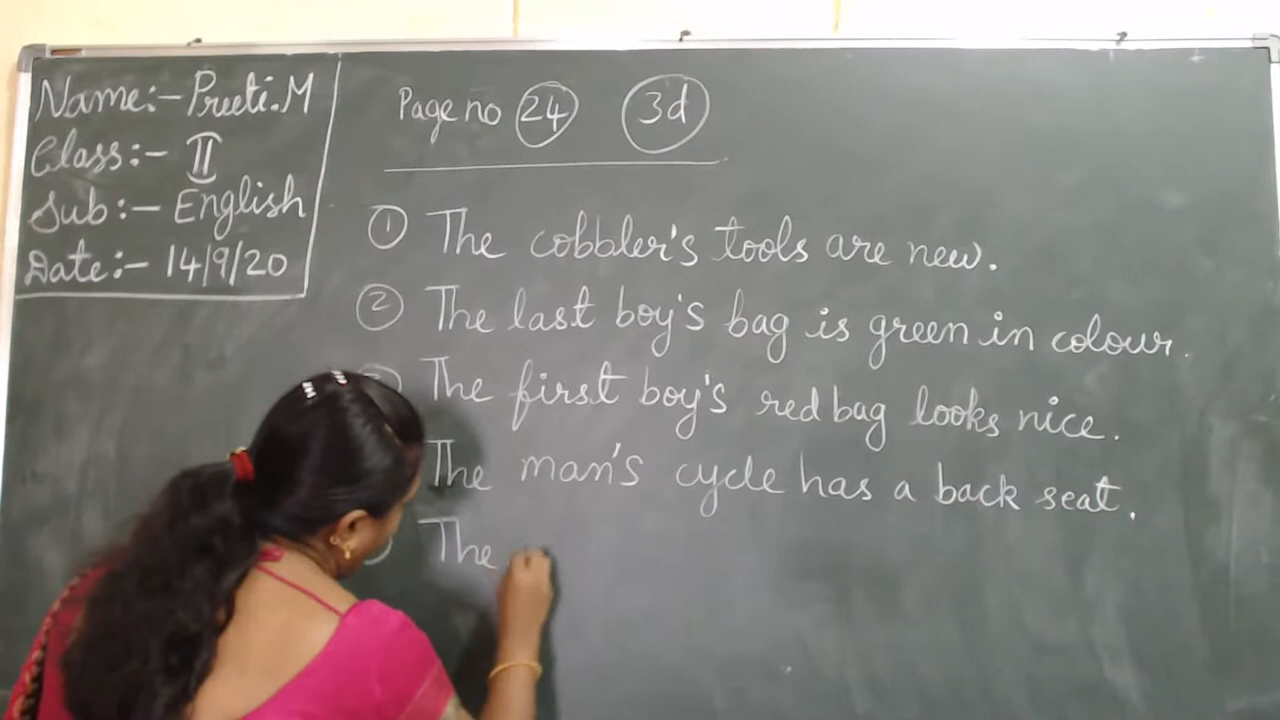 Name:- Preeti.M
Class:- II
Sub:- English
Date:- 14/9/20
Page no 24 3d
1 The cobbler's tools are new.
2 The last boy's bag is green in colour.
The first boy's red bag looks nice.
The man's cycle has a back seat.
The